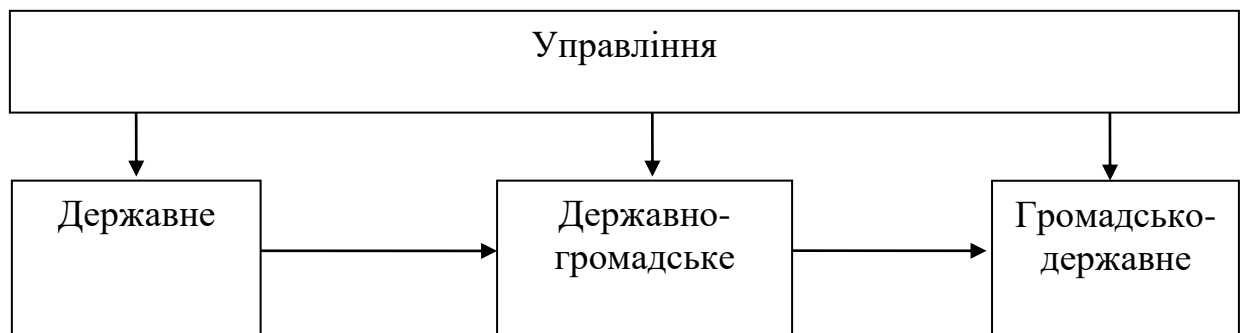 Управління
Державне
Державно-
громадське
Громадсько-
державне